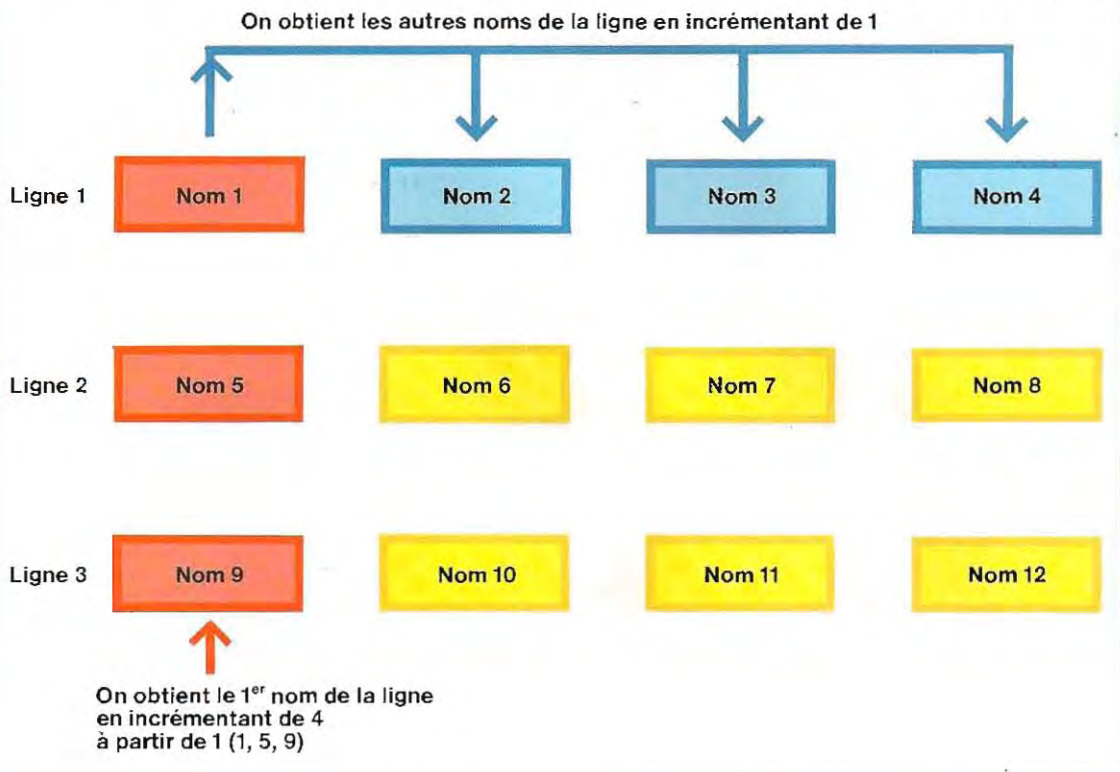 On obtient les autres noms de la ligne en incrémentant de 1
Ligne 1 Nom 1 Nom 2 Nom 3 Nom 4
Ligne 2 Nom 5 Nom 6 Nom 7 Nom 8
Ligne 3 Nom 9 Nom 10 Nom 11 Nom 12
On obtient le 1er nom de la ligne
en incrémentant de 4
à partir de 1 (1, 5, 9)